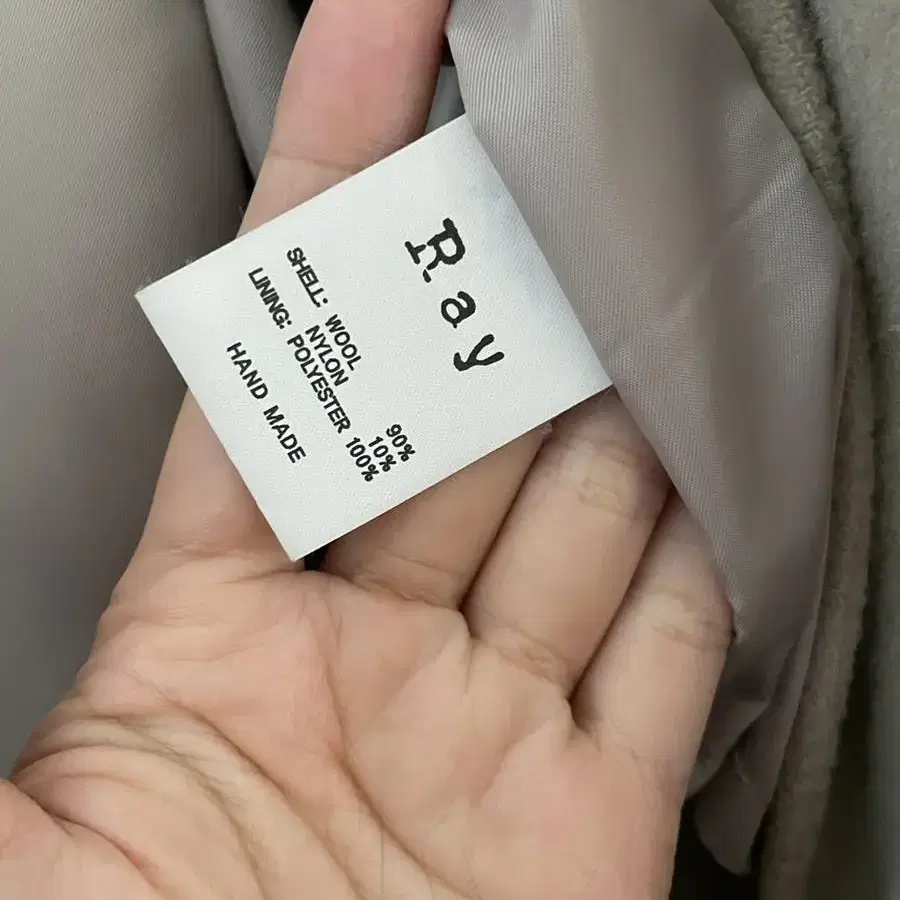 Ray
SHELL: WOOL 90%
NYLON 10%
LINING: POLYESTER 100%
HAND MADE